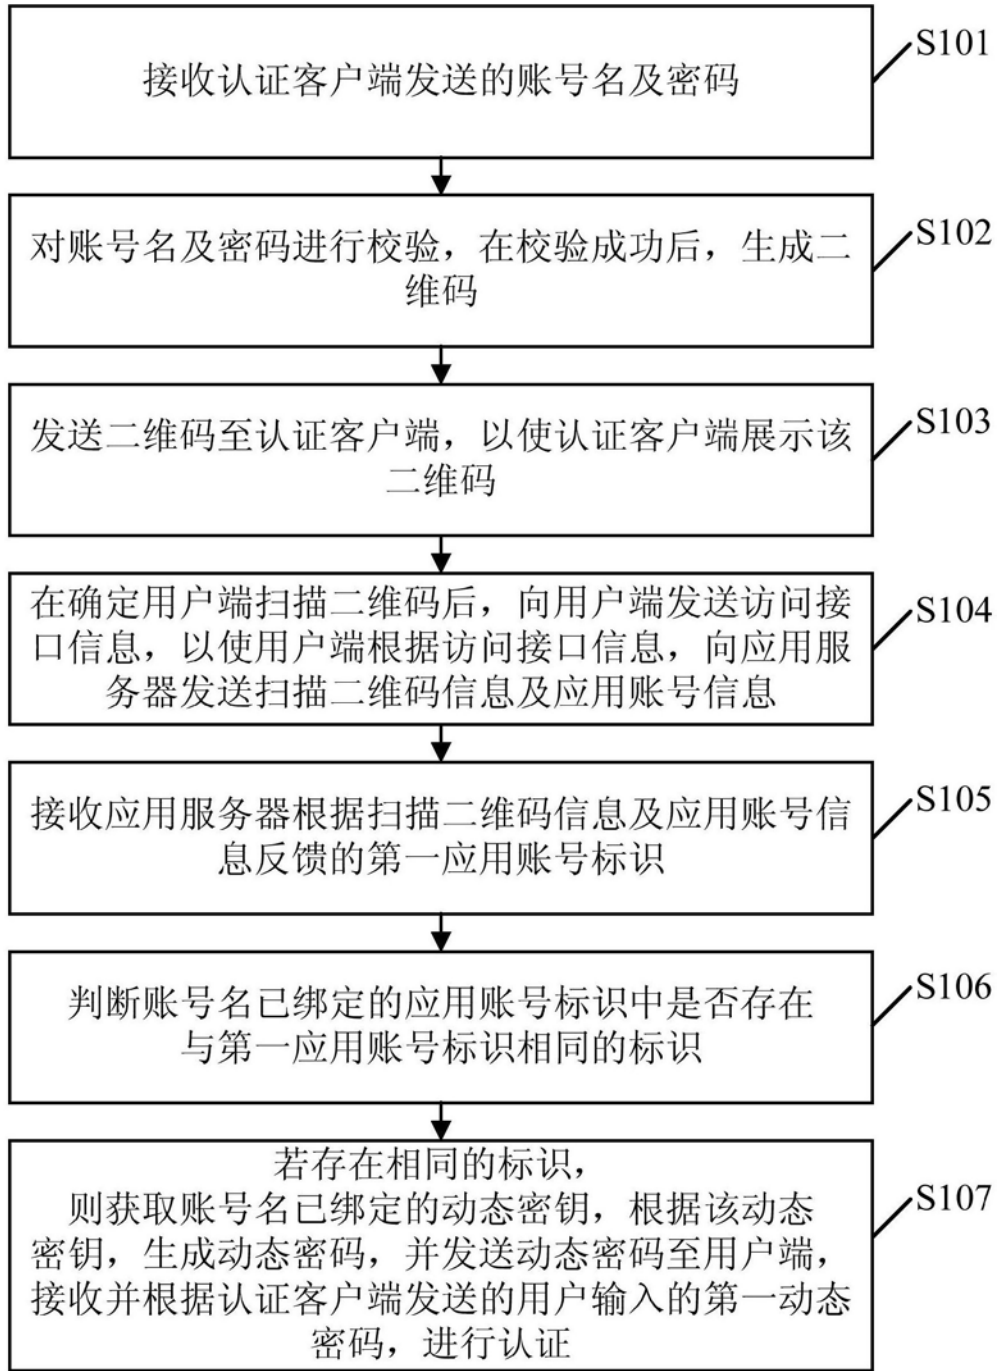 接收认证客户端发送的账号名及密码
S101
对账号名及密码进行校验，在校验成功后，生成二
维码
S102
发送二维码至认证客户端，以使认证客户端展示该
二维码
S103
在确定用户端扫描二维码后，向用户端发送访问接
口信息，以使用户端根据访问接口信息，向应用服
务器发送扫描二维码信息及应用账号信息
S104
接收应用服务器根据扫描二维码信息及应用账号信
息反馈的第一应用账号标识
S105
判断账号名已绑定的应用账号标识中是否存在
与第一应用账号标识相同的标识
S106
若存在相同的标识，
则获取账号名已绑定的动态密钥，根据该动态
密钥，生成动态密码，并发送动态密码至用户端，
接收并根据认证客户端发送的用户输入的第一动态
密码，进行认证
S107